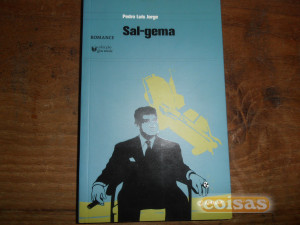 Pedro Luís Jorge
Sal-gema
ROMANCE
coisas